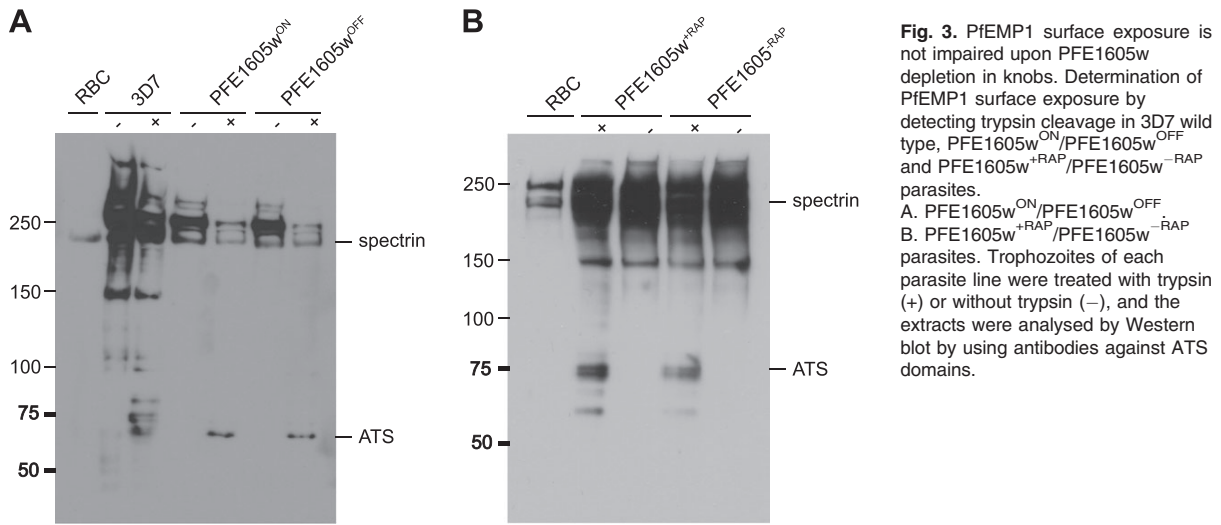 A
RBC
3D7
PFE1605w^ON
PFE1605w^OFF
- + - + - +
250
150
100
75
50
spectrin
ATS
B
RBC
PFE1605w^+RAP
PFE1605^-RAP
+ - + -
250
150
100
75
50
spectrin
ATS
Fig. 3. PfEMP1 surface exposure is
not impaired upon PFE1605w
depletion in knobs. Determination of
PfEMP1 surface exposure by
detecting trypsin cleavage in 3D7 wild
type, PFE1605w^ON/PFE1605w^OFF
and PFE1605w^+RAP/PFE1605w^−RAP
parasites.
A. PFE1605w^ON/PFE1605w^OFF.
B. PFE1605w^+RAP/PFE1605w^−RAP
parasites. Trophozoites of each
parasite line were treated with trypsin
(+) or without trypsin (−), and the
extracts were analysed by Western
blot by using antibodies against ATS
domains.